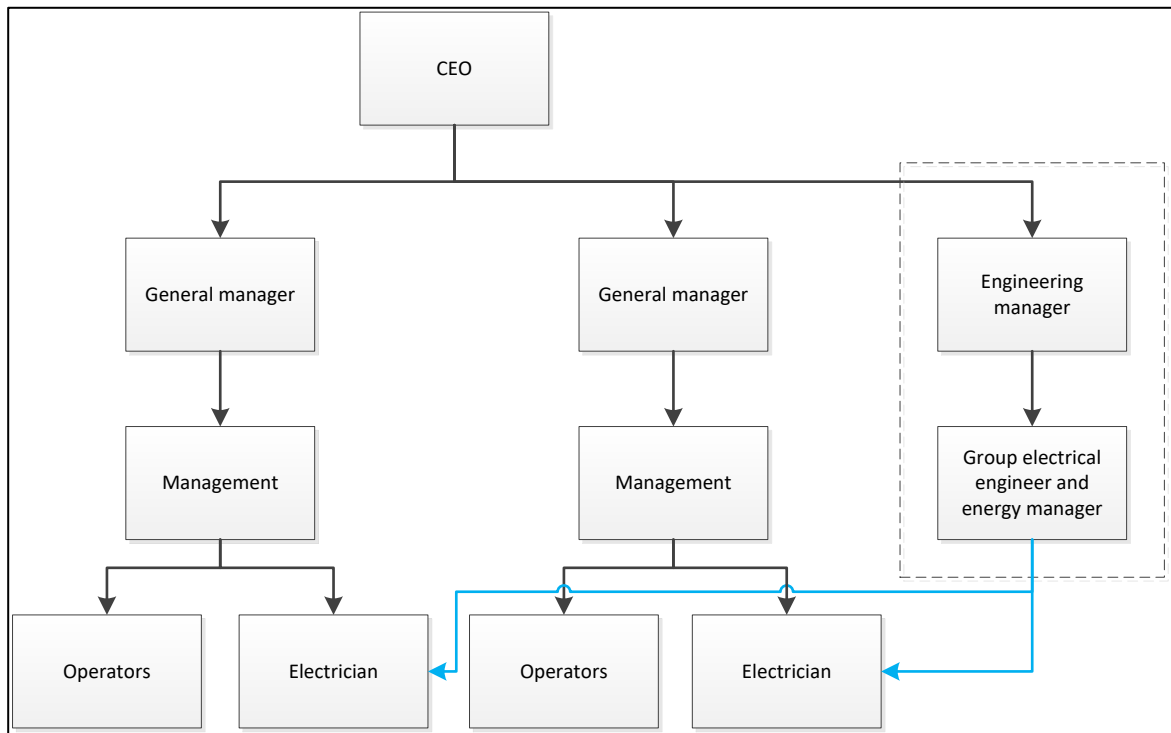 CEO
General manager
General manager
Engineering
manager
Management
Management
Group electrical
engineer and
energy manager
Operators
Electrician
Operators
Electrician